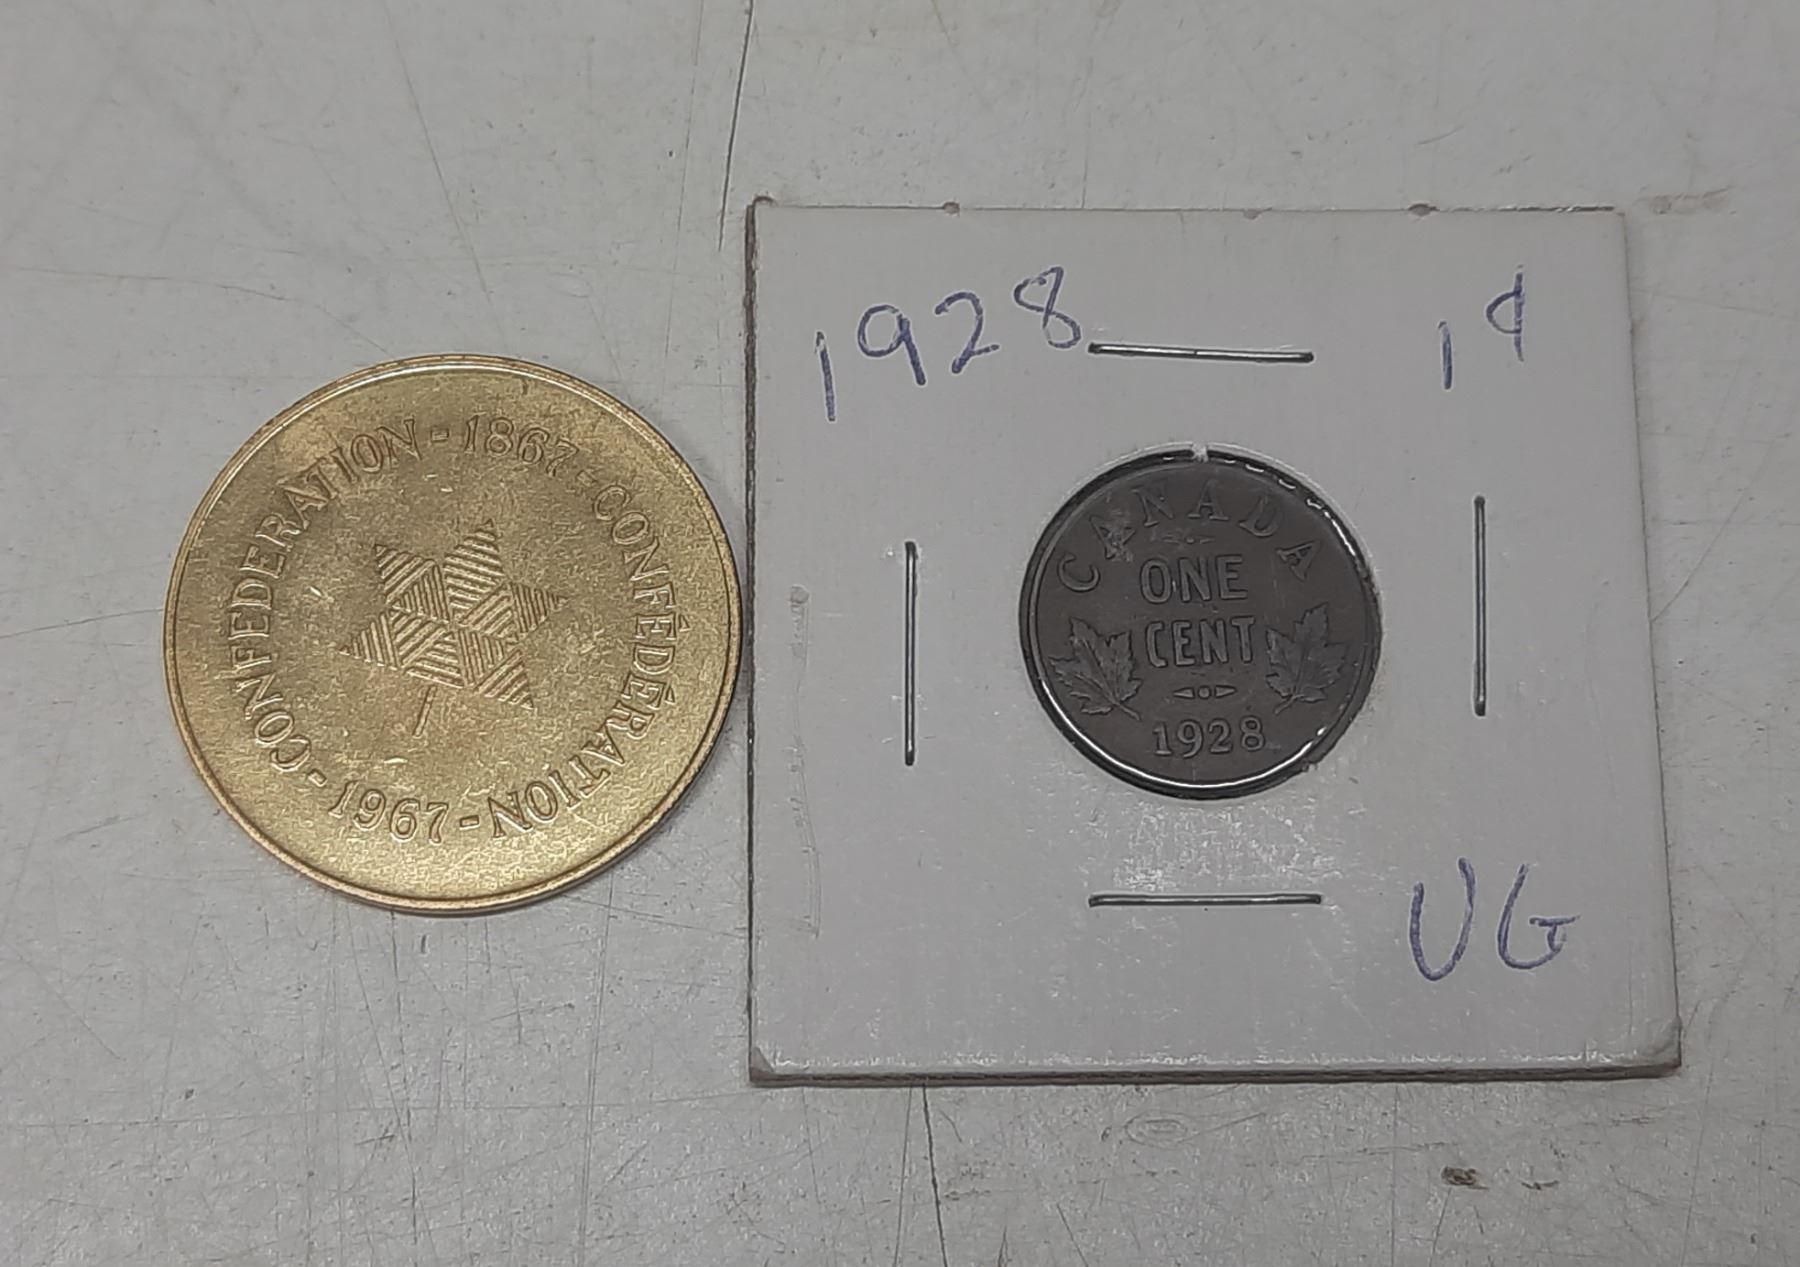 CONFEDERATION - 1867 - CONFÉDÉRATION - 1967 -
1928 1¢
CANADA
ONE
CENT
1928
VG